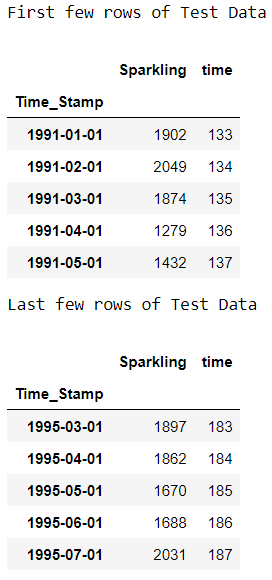 First few rows of Test Data
Sparkling time
Time_Stamp
1991-01-01 1902 133
1991-02-01 2049 134
1991-03-01 1874 135
1991-04-01 1279 136
1991-05-01 1432 137
Last few rows of Test Data
Sparkling time
Time_Stamp
1995-03-01 1897 183
1995-04-01 1862 184
1995-05-01 1670 185
1995-06-01 1688 186
1995-07-01 2031 187